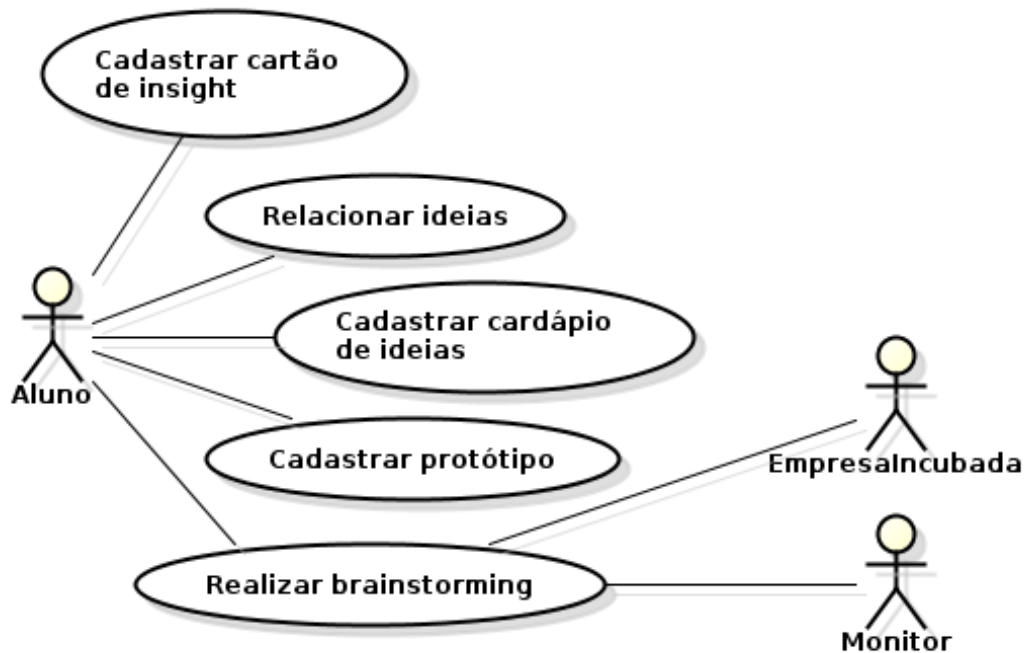 Cadastrar cartão
de insight
Relacionar ideias
Cadastrar cardápio
de ideias
Aluno
Cadastrar protótipo
EmpresaIncubada
Realizar brainstorming
Monitor